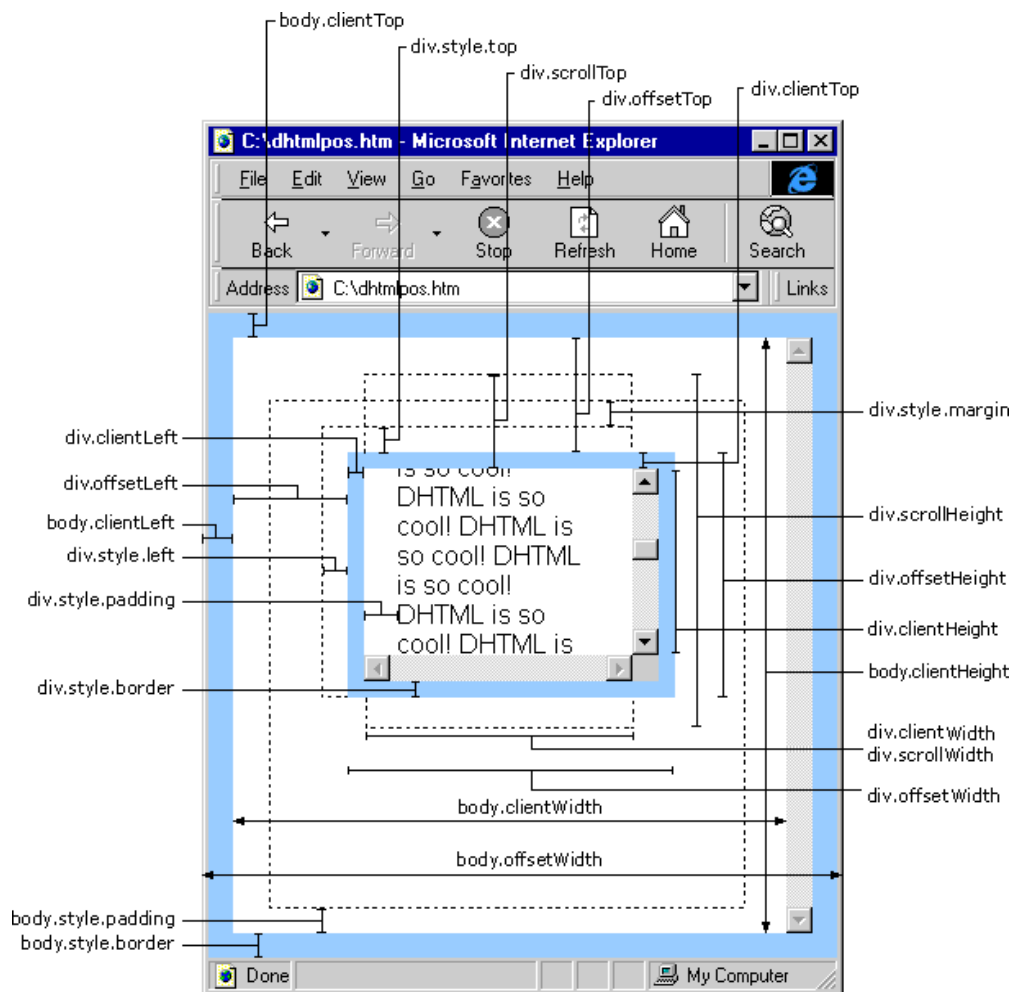 body.clientTop
div.style.top
div.scrollTop
div.offsetTop
div.clientTop
C:\dhtmlpos.htm - Microsoft Internet Explorer
File Edit View Go Favorites Help
Back Forward Stop Refresh Home Search
Address C:\dhtmlpos.htm Links
div.style.margin
div.clientLeft
div.offsetLeft
body.clientLeft
div.style.left
div.style.padding
div.style.border
is so cool!
DHTML is so
cool! DHTML is
so cool! DHTML
is so cool!
DHTML is so
cool! DHTML is
div.scrollHeight
div.offsetHeight
div.clientHeight
body.clientHeight
div.clientWidth
div.scrollWidth
div.offsetWidth
body.clientWidth
body.offsetWidth
body.style.padding
body.style.border
Done My Computer